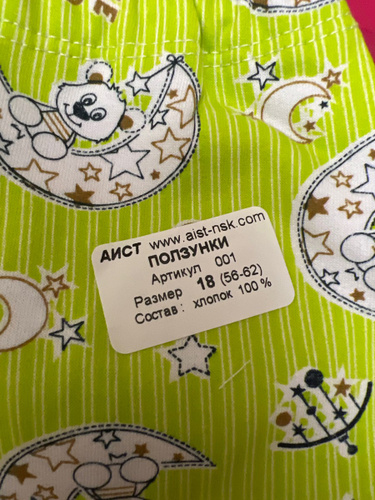 АИСТ www.aist-nsk.com
ПОЛЗУНКИ
Артикул 001
Размер 18 (56-62)
Состав : хлопок 100 %